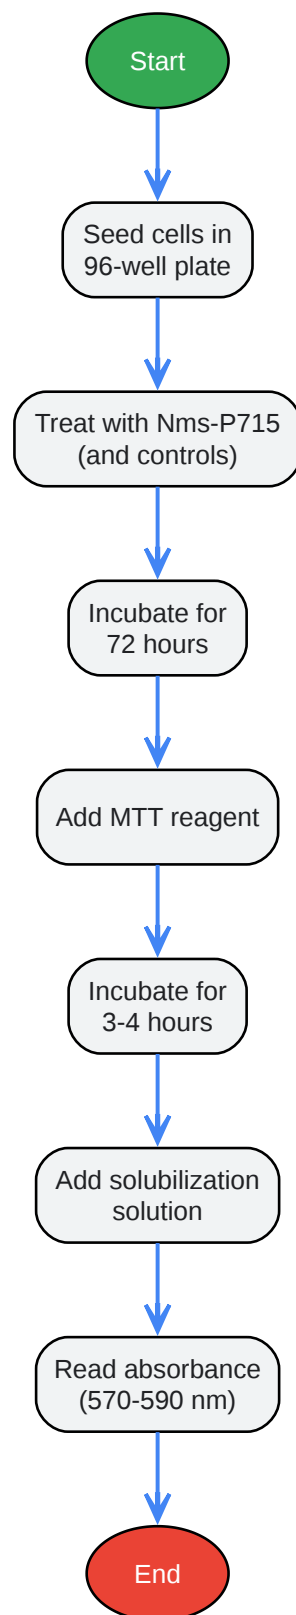 Start
Seed cells in
96-well plate
Treat with Nms-P715
(and controls)
Incubate for
72 hours
Add MTT reagent
Incubate for
3-4 hours
Add solubilization
solution
Read absorbance
(570-590 nm)
End